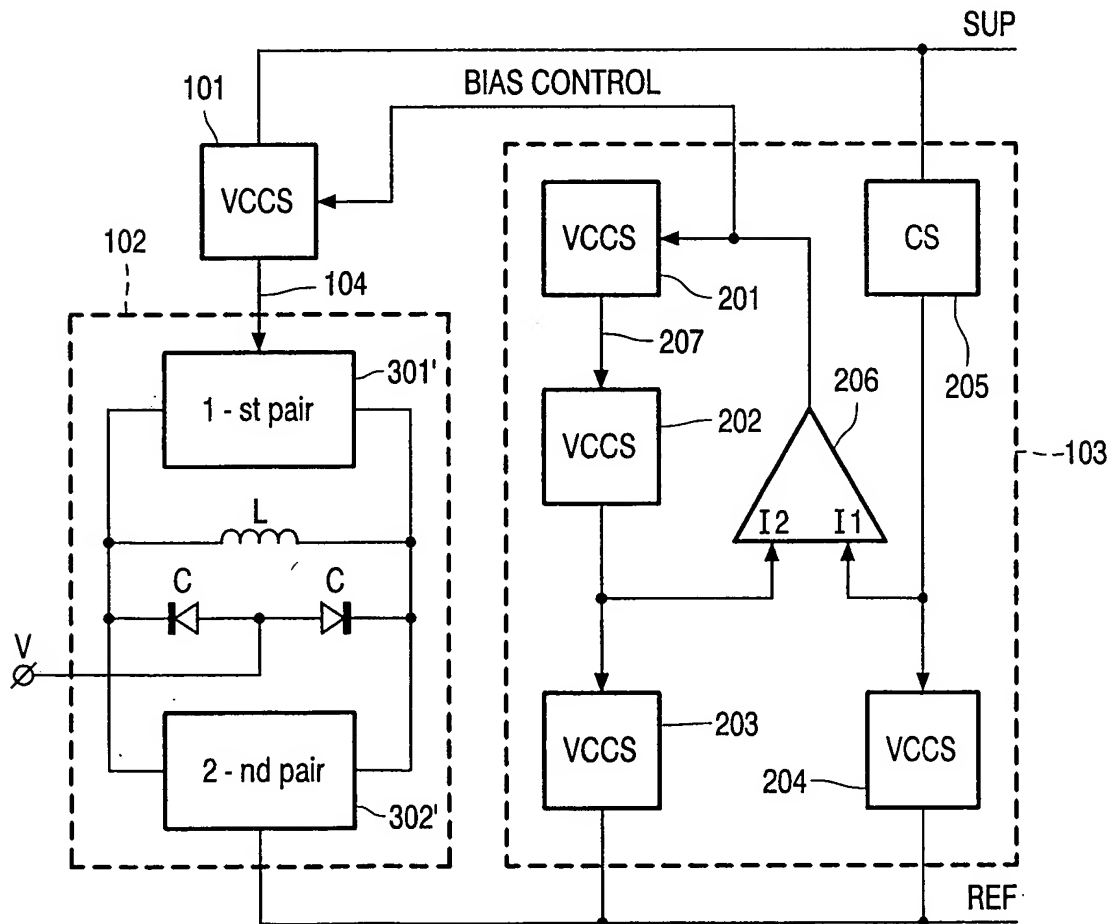 SUP
BIAS CONTROL
101
VCCS
102
104
VCCS
201
CS
205
207
301'
1 - st pair
VCCS
202
206
I2 I1
103
L
C C
V
2 - nd pair
302'
VCCS
203
VCCS
204
REF